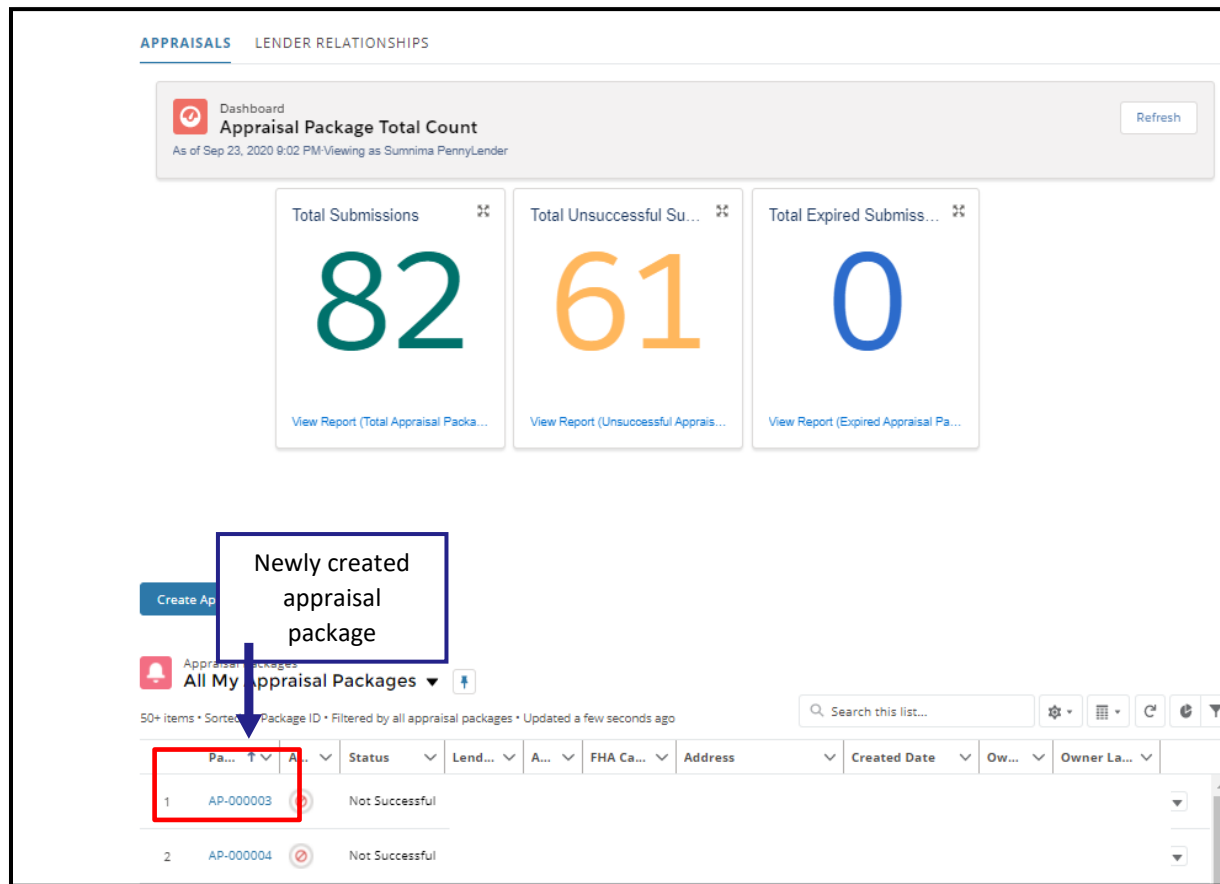 APPRAISALS LENDER RELATIONSHIPS
Dashboard
Appraisal Package Total Count
As of Sep 23, 2020 9:02 PM·Viewing as Sumnima PennyLender
Refresh
Total Submissions
82
View Report (Total Appraisal Packa...
Total Unsuccessful Su...
61
View Report (Unsuccessful Apprais...
Total Expired Submiss...
0
View Report (Expired Appraisal Pa...
Newly created
appraisal
package
Create Ap
Appraisal Packages
All My Appraisal Packages
50+ items • Sorted Package ID • Filtered by all appraisal packages • Updated a few seconds ago
Search this list...
Pa... A... Status Lend... A... FHA Ca... Address Created Date Ow... Owner La...
1 AP-000003 Not Successful
2 AP-000004 Not Successful